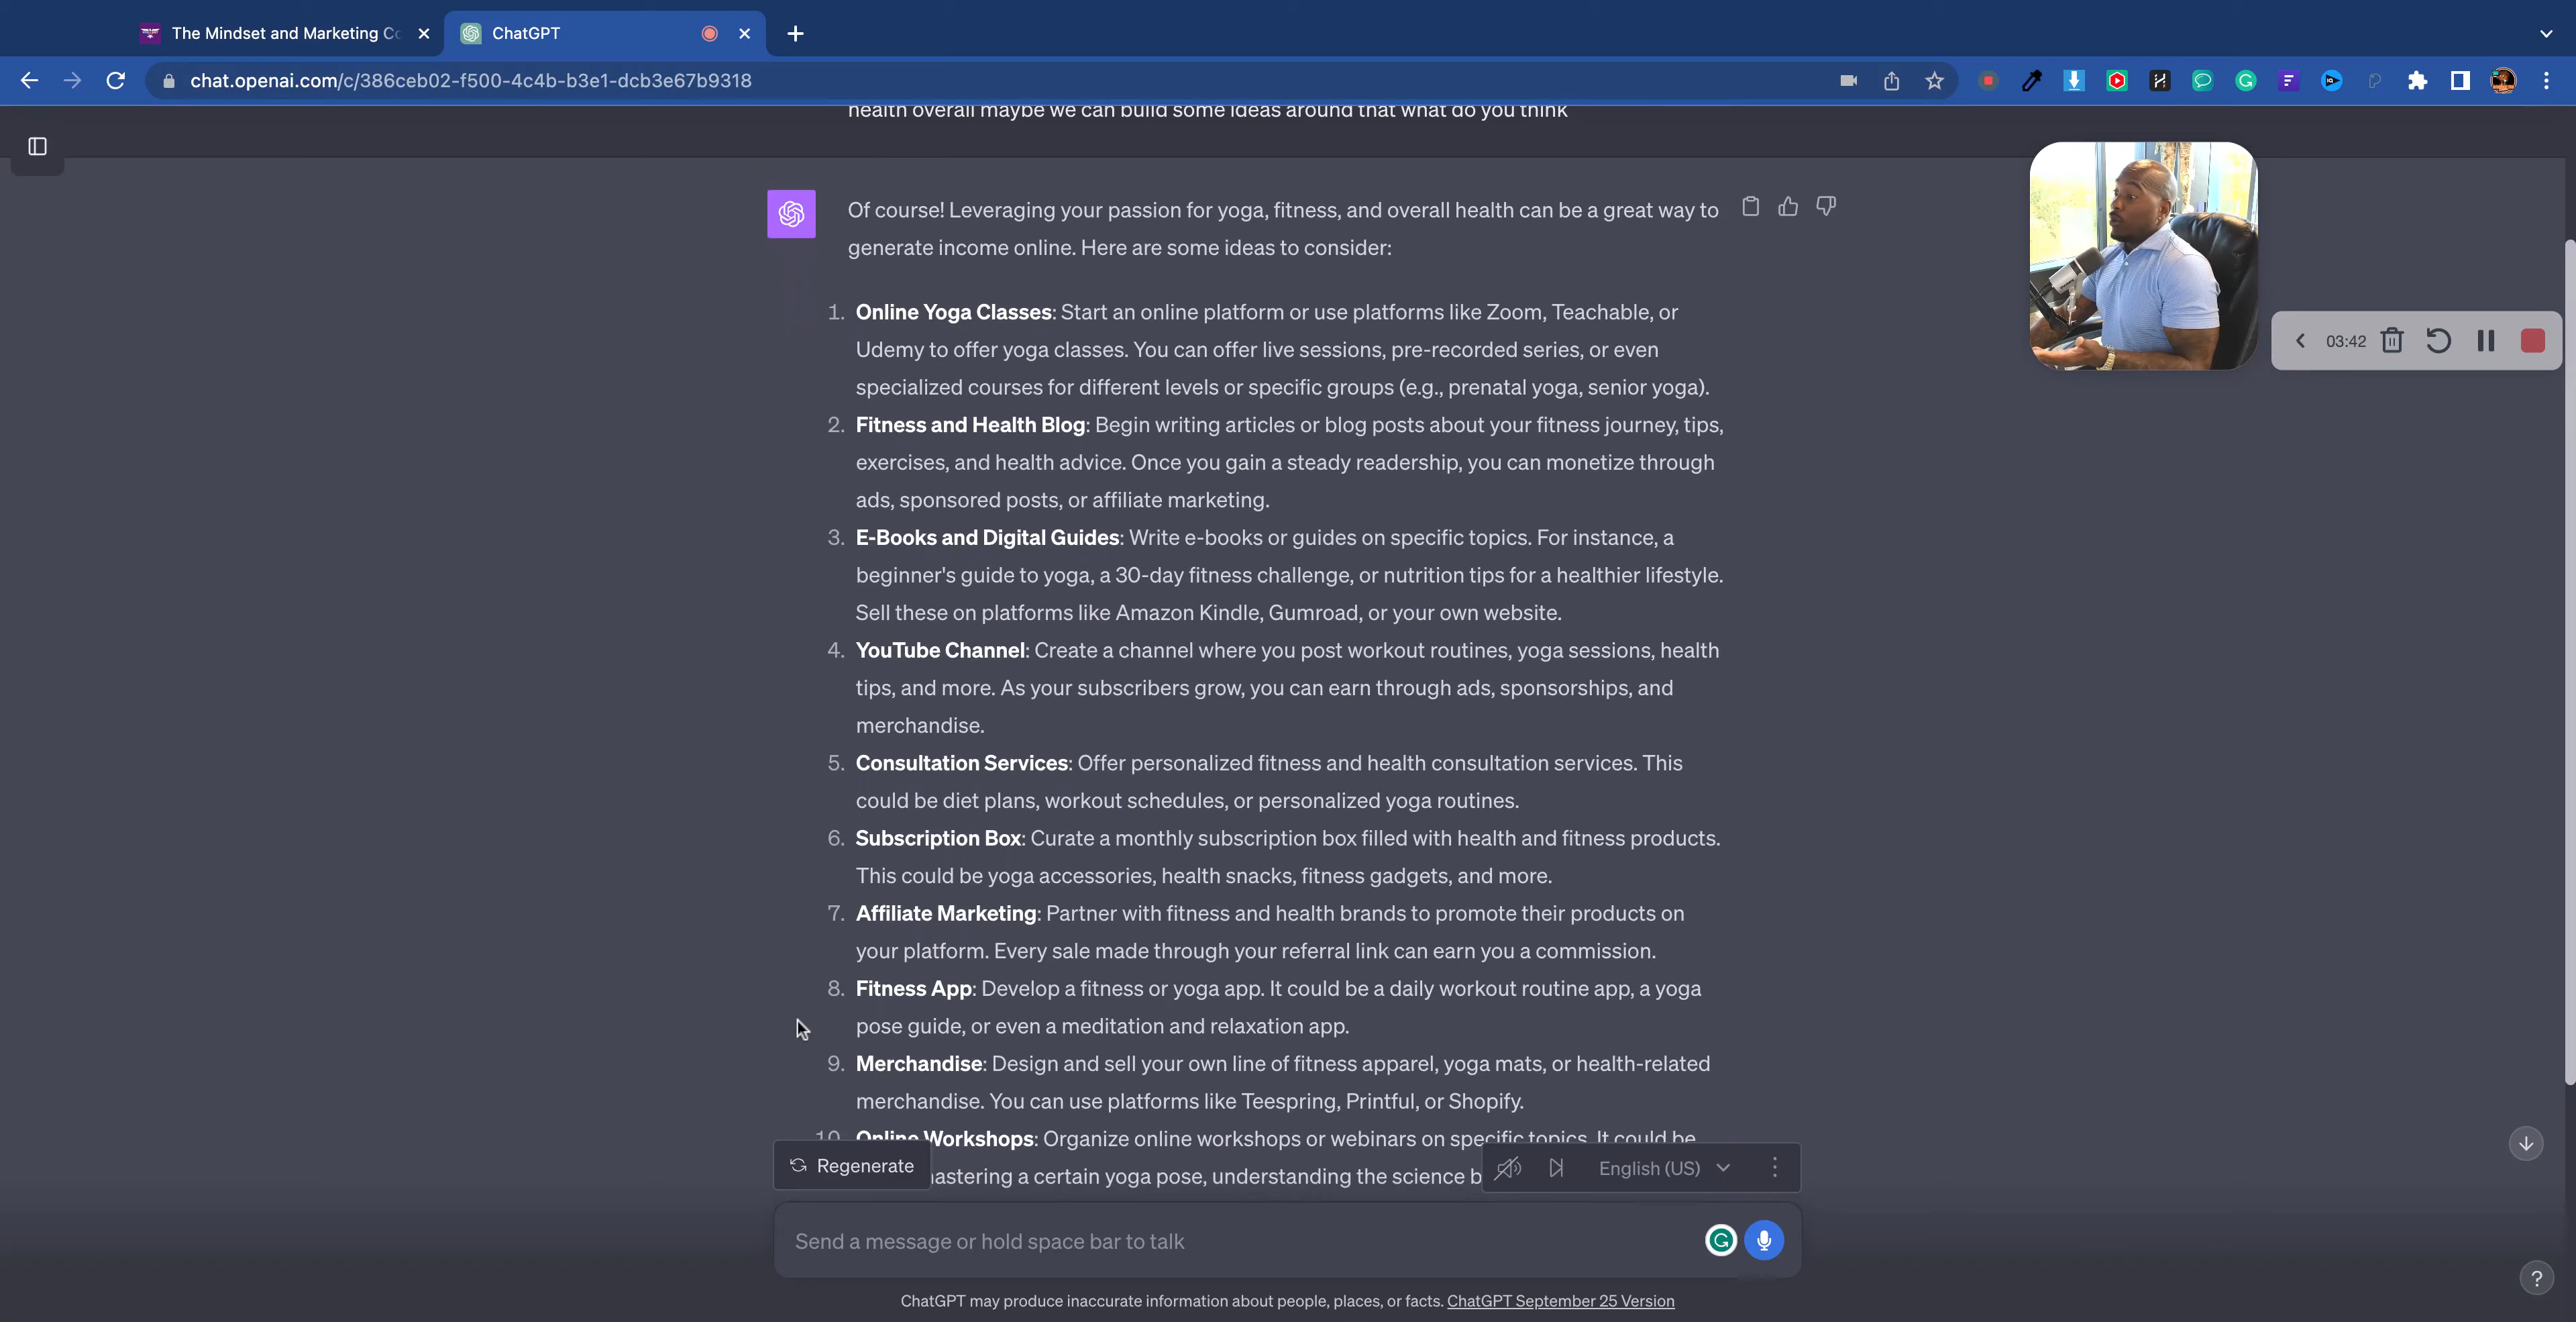 The Mindset and Marketing Co
ChatGPT
chat.openai.com/c/386ceb02-f500-4c4b-b3e1-dcb3e67b9318
health overall maybe we can build some ideas around that what do you think
Of course! Leveraging your passion for yoga, fitness, and overall health can be a great way to
generate income online. Here are some ideas to consider:
1. Online Yoga Classes: Start an online platform or use platforms like Zoom, Teachable, or
Udemy to offer yoga classes. You can offer live sessions, pre-recorded series, or even
specialized courses for different levels or specific groups (e.g., prenatal yoga, senior yoga).
03:42
2. Fitness and Health Blog: Begin writing articles or blog posts about your fitness journey, tips,
exercises, and health advice. Once you gain a steady readership, you can monetize through
ads, sponsored posts, or affiliate marketing.
3. E-Books and Digital Guides: Write e-books or guides on specific topics. For instance, a
beginner's guide to yoga, a 30-day fitness challenge, or nutrition tips for a healthier lifestyle.
Sell these on platforms like Amazon Kindle, Gumroad, or your own website.
4. YouTube Channel: Create a channel where you post workout routines, yoga sessions, health
tips, and more. As your subscribers grow, you can earn through ads, sponsorships, and
merchandise.
5. Consultation Services: Offer personalized fitness and health consultation services. This
could be diet plans, workout schedules, or personalized yoga routines.
6. Subscription Box: Curate a monthly subscription box filled with health and fitness products.
This could be yoga accessories, health snacks, fitness gadgets, and more.
7. Affiliate Marketing: Partner with fitness and health brands to promote their products on
your platform. Every sale made through your referral link can earn you a commission.
8. Fitness App: Develop a fitness or yoga app. It could be a daily workout routine app, a yoga
pose guide, or even a meditation and relaxation app.
9. Merchandise: Design and sell your own line of fitness apparel, yoga mats, or health-related
merchandise. You can use platforms like Teespring, Printful, or Shopify.
10. Online Workshops: Organize online workshops or webinars on specific topics. It could be
mastering a certain yoga pose, understanding the science b
Regenerate
English (US)
Send a message or hold space bar to talk
ChatGPT may produce inaccurate information about people, places, or facts. ChatGPT September 25 Version
?